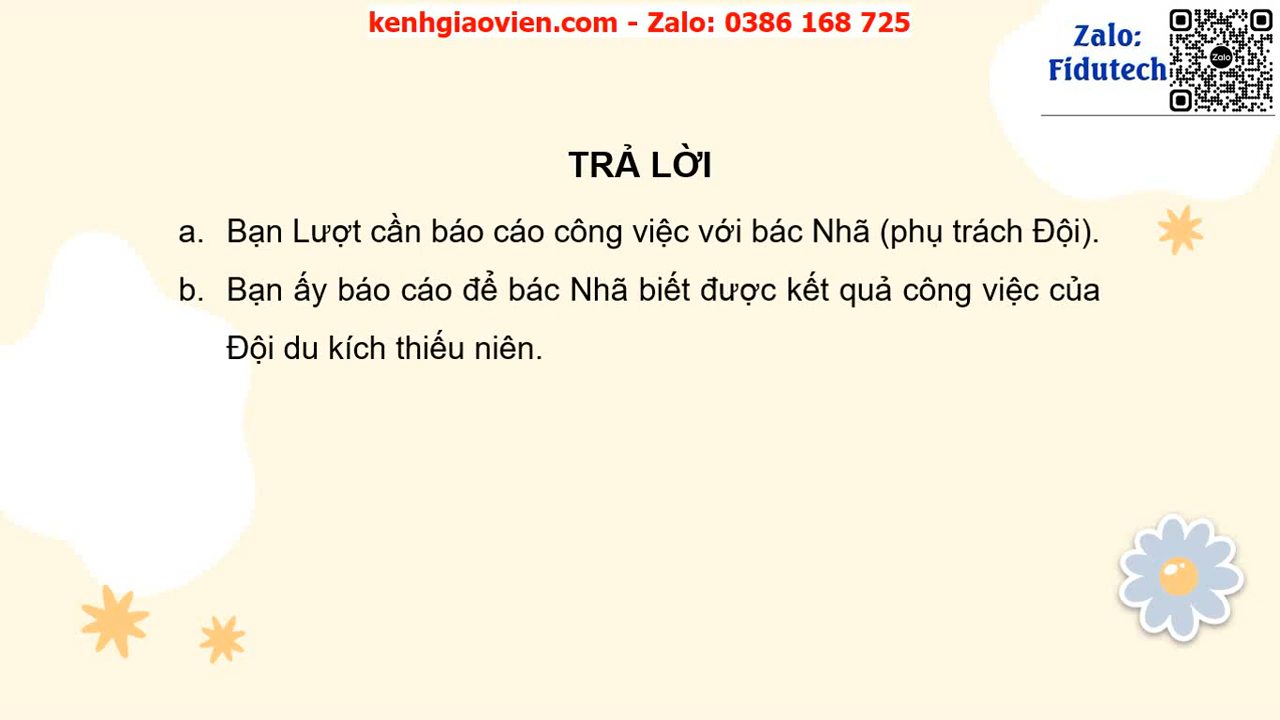 kenhgiaovien.com - Zalo: 0386 168 725
Zalo:
Fidutech
Zalo
TRẢ LỜI
a. Bạn Lượt cần báo cáo công việc với bác Nhã (phụ trách Đội).
b. Bạn ấy báo cáo để bác Nhã biết được kết quả công việc của
Đội du kích thiếu niên.